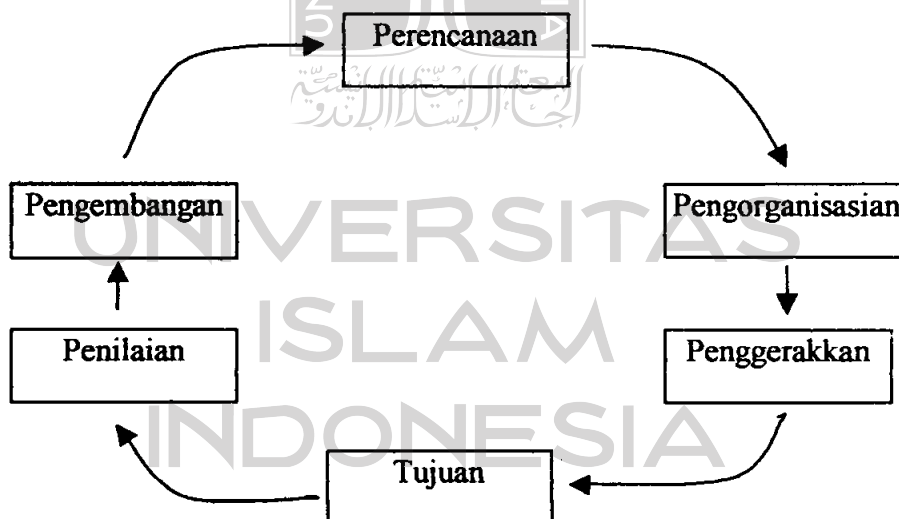 Perencanaan
Pengembangan
Pengorganisasian
Penilaian
Penggerakkan
Tujuan
UNIVERSITAS
ISLAM
INDONESIA